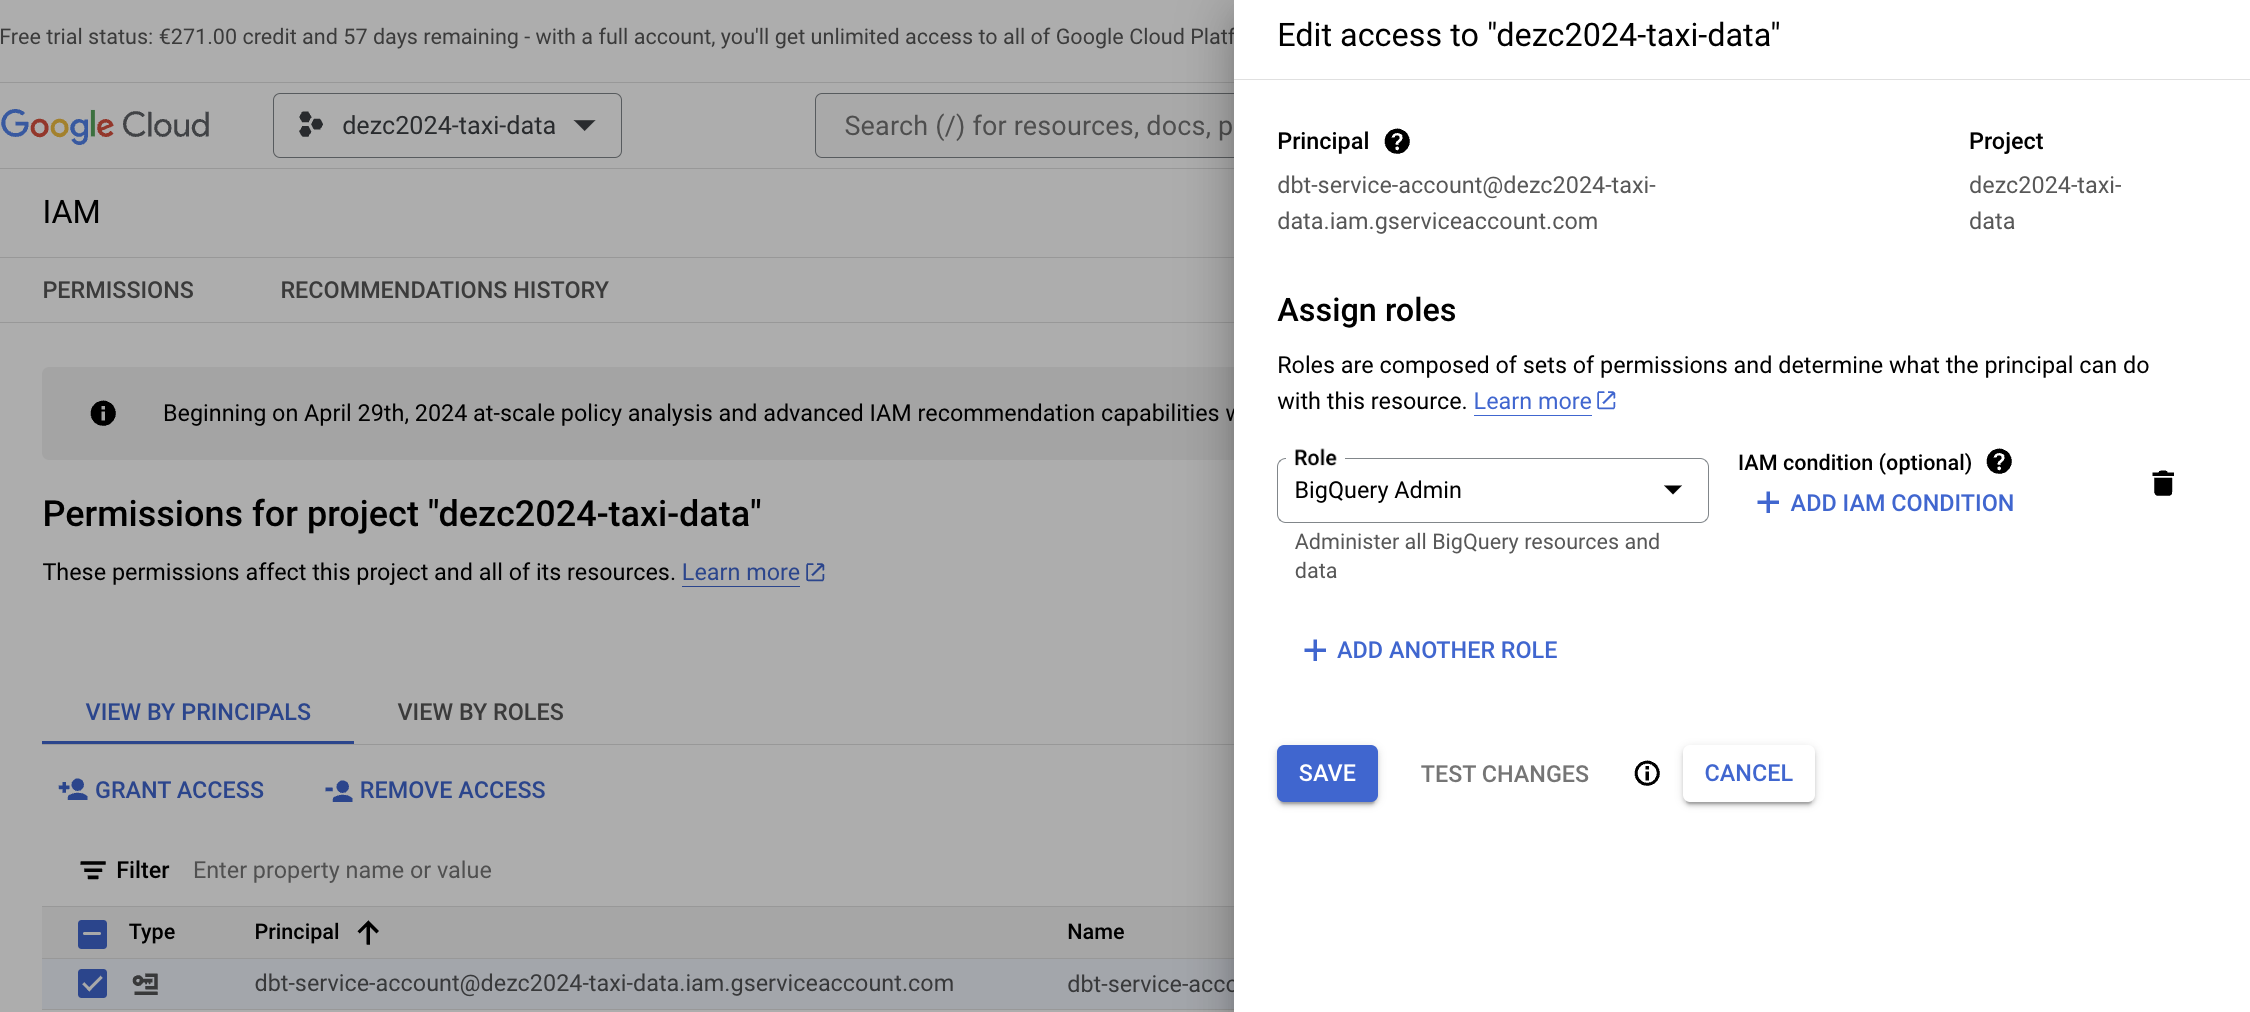 Free trial status: €271.00 credit and 57 days remaining - with a full account, you'll get unlimited access to all of Google Cloud
Google Cloud
dezc2024-taxi-data
Search (/) for resources, docs,
IAM
PERMISSIONS
RECOMMENDATIONS HISTORY
Beginning on April 29th, 2024 at-scale policy analysis and advanced IAM recommendation capabilities
Permissions for project "dezc2024-taxi-data"
These permissions affect this project and all of its resources. Learn more
VIEW BY PRINCIPALS
VIEW BY ROLES
GRANT ACCESS
REMOVE ACCESS
Filter
Enter property name or value
Type
Principal
Name
dbt-service-account@dezc2024-taxi-data.iam.gserviceaccount.com
dbt-service-acc
Edit access to "dezc2024-taxi-data"
Principal
Project
dbt-service-account@dezc2024-taxi-
data.iam.gserviceaccount.com
dezc2024-taxi-
data
Assign roles
Roles are composed of sets of permissions and determine what the principal can do
with this resource. Learn more
Role
BigQuery Admin
Administer all BigQuery resources and
data
IAM condition (optional)
ADD IAM CONDITION
ADD ANOTHER ROLE
SAVE
TEST CHANGES
CANCEL